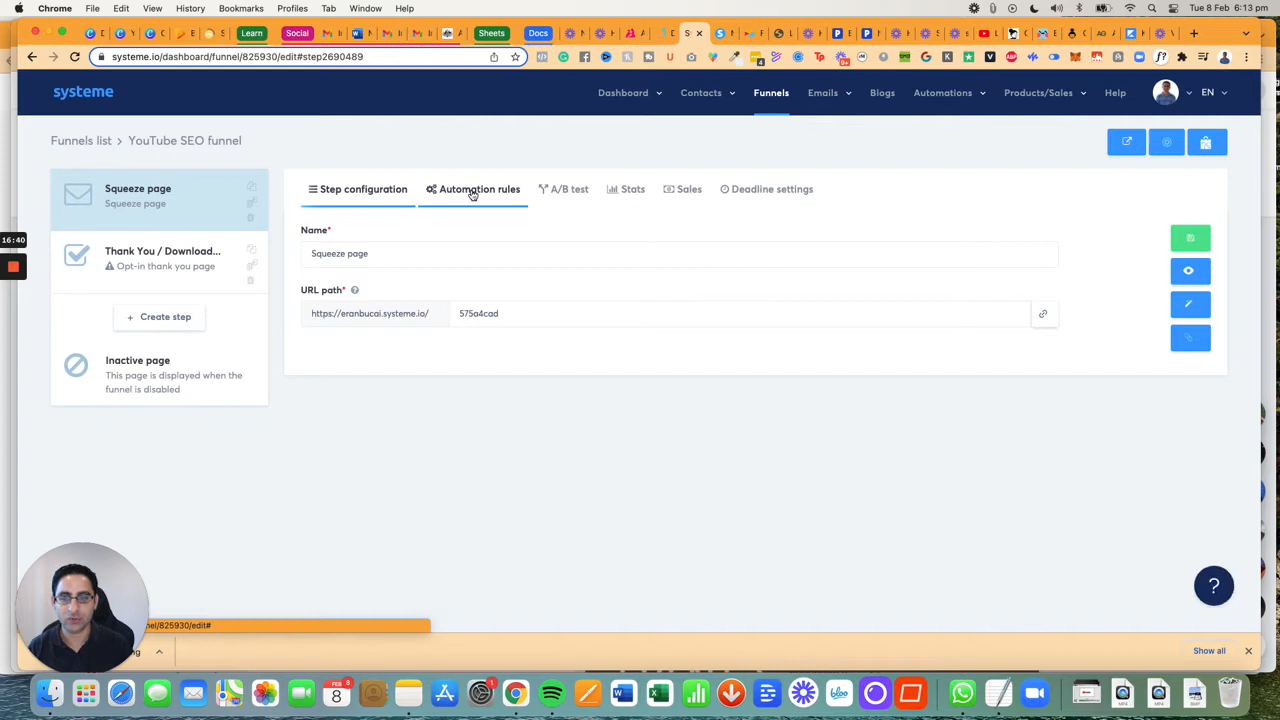 Chrome File Edit View History Bookmarks Profiles Tab Window Help
Tue 8 Feb 6:13 pm
Learn Social Sheets Docs
systeme.io/dashboard/funnel/825930/edit#step2690489
systeme Dashboard Contacts Funnels Emails Blogs Automations Products/Sales Help EN
Funnels list > YouTube SEO funnel
Squeeze page
Squeeze page
Thank You / Download...
Opt-in thank you page
+ Create step
Inactive page
This page is displayed when the
funnel is disabled
Step configuration Automation rules A/B test Stats Sales Deadline settings
Name*
Squeeze page
URL path*
https://eranbucai.systeme.io/ 575a4cad
16:40
?
nel/825930/edit#
Show all
FEB
8
1
bloo